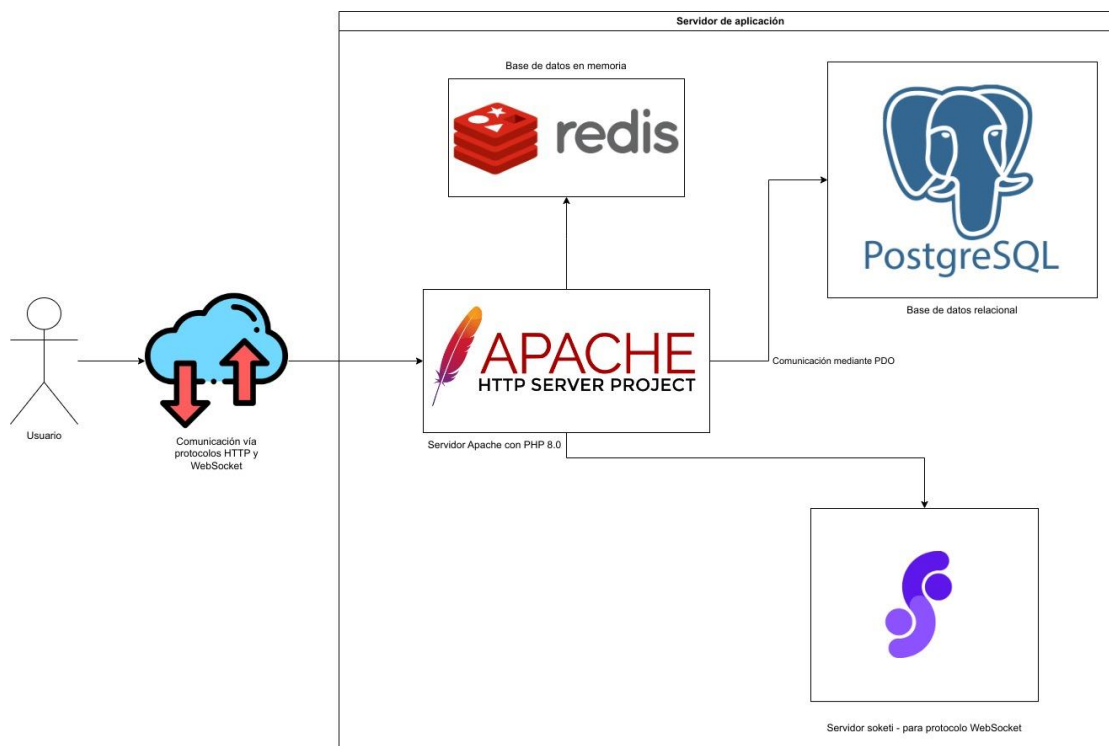 Servidor de aplicación
Base de datos en memoria
redis
PostgreSQL
Base de datos relacional
APACHE
HTTP SERVER PROJECT
Comunicación mediante PDO
Servidor Apache con PHP 8.0
Usuario
Comunicación vía
protocolos HTTP y
WebSocket
Servidor soketi - para protocolo WebSocket